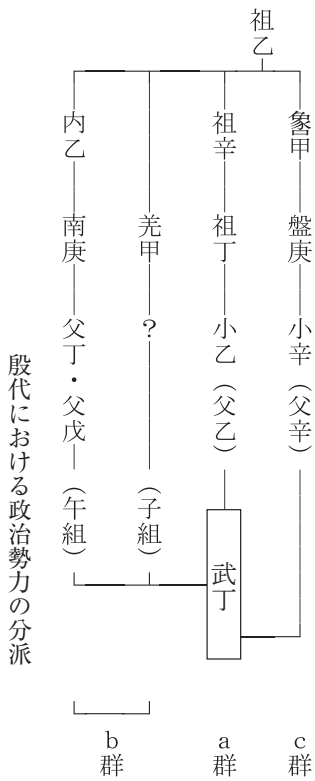 祖乙
甲 盤庚 小辛(父辛)
祖辛 祖丁 小乙(父乙)
武丁
羌甲 ? (子組)
内乙 南庚 父丁・父戊 (午組)
c群
a群
b群
殷代における政治勢力の分派